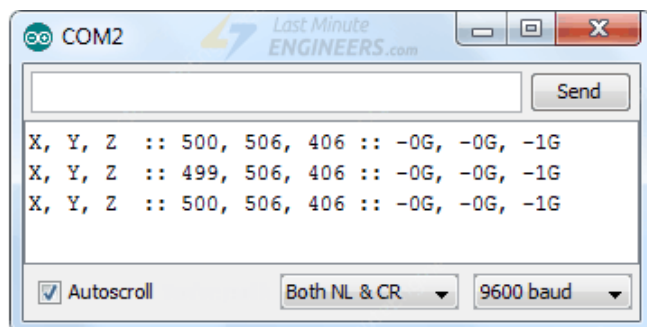 COM2
Last Minute
ENGINEERS.com
Send
X, Y, Z  :: 500, 506, 406 :: -0G, -0G, -1G
X, Y, Z  :: 499, 506, 406 :: -0G, -0G, -1G
X, Y, Z  :: 500, 506, 406 :: -0G, -0G, -1G
Autoscroll
Both NL & CR
9600 baud